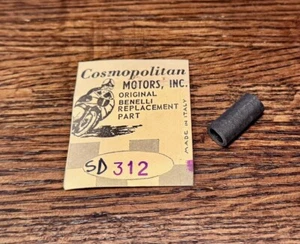 Cosmopolitan
MOTORS, INC.
ORIGINAL
BENELLI
REPLACEMENT
PART
MADE IN ITALY
SD 312